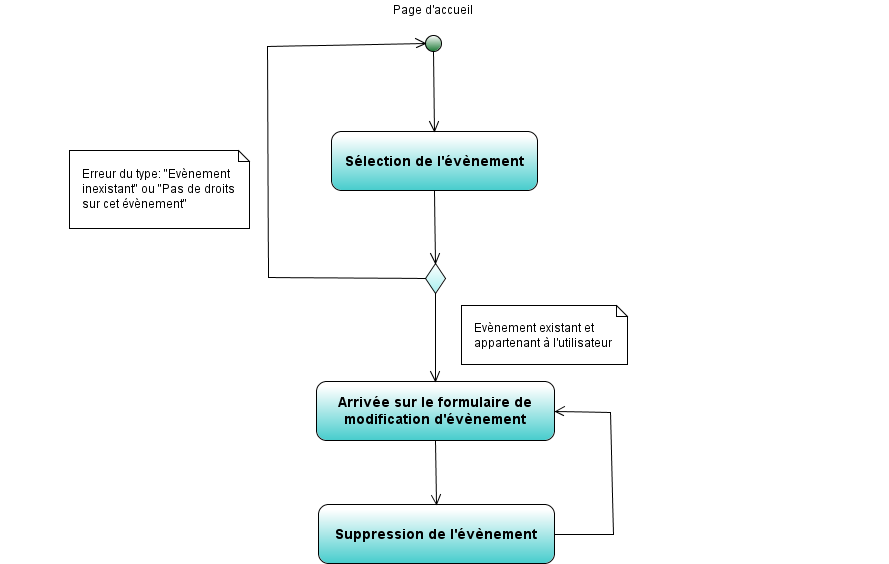 Page d'accueil
Sélection de l'évènement
Erreur du type: "Evènement
inexistant" ou "Pas de droits
sur cet évènement"
Evènement existant et
appartenant à l'utilisateur
Arrivée sur le formulaire de
modification d'évènement
Suppression de l'évènement